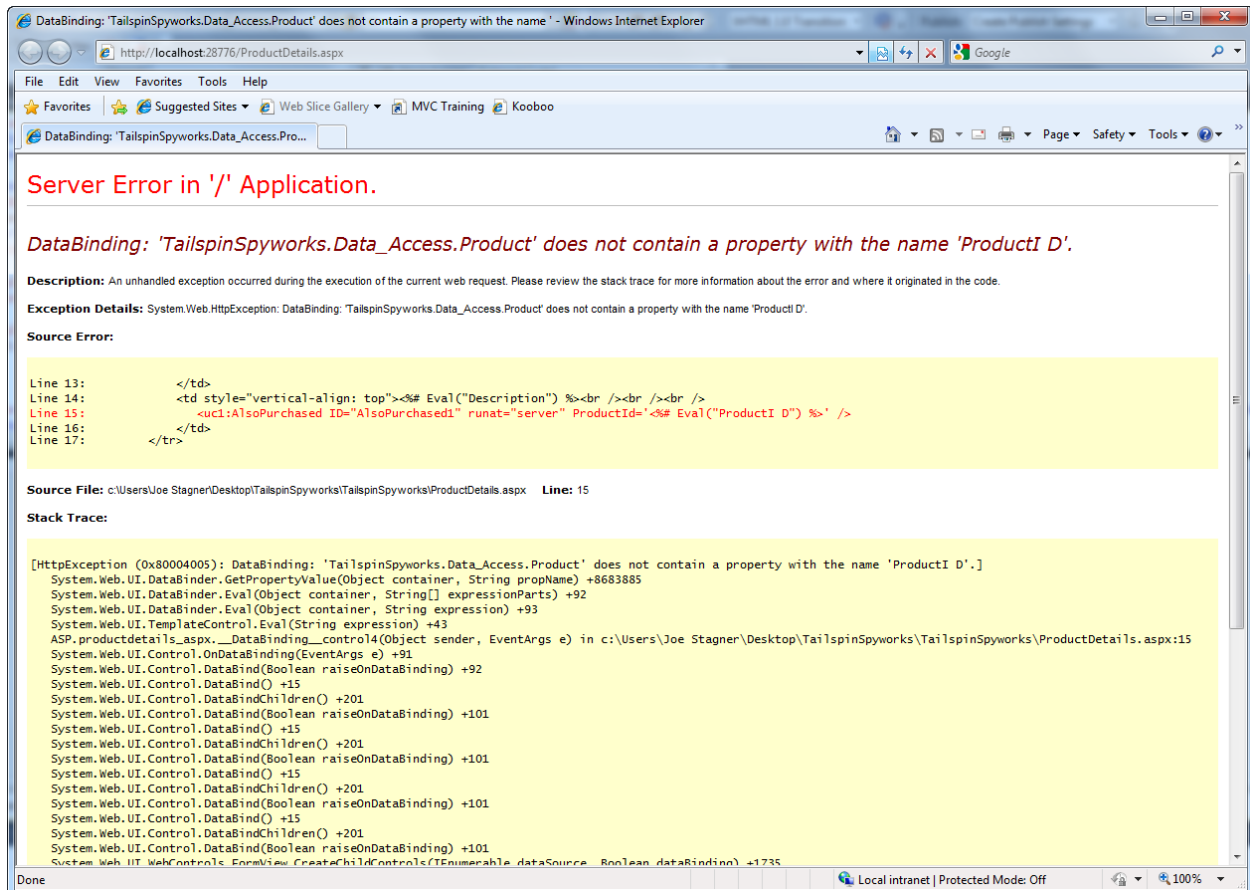 DataBinding: 'TailspinSpyworks.Data_Access.Product' does not contain a property with the name ' - Windows Internet Explorer
http://localhost:28776/ProductDetails.aspx
Google
File Edit View Favorites Tools Help
Favorites Suggested Sites Web Slice Gallery MVC Training Kooboo
DataBinding: 'TailspinSpyworks.Data_Access.Pro... Page Safety Tools
Server Error in '/' Application.
DataBinding: 'TailspinSpyworks.Data_Access.Product' does not contain a property with the name 'ProductI D'.
Description: An unhandled exception occurred during the execution of the current web request. Please review the stack trace for more information about the error and where it originated in the code.
Exception Details: System.Web.HttpException: DataBinding: 'TailspinSpyworks.Data_Access.Product' does not contain a property with the name 'ProductI D'.
Source Error:
Line 13: </td>
Line 14: <td style="vertical-align: top"><%# Eval("Description") %><br /><br /><br />
Line 15: <uc1:AlsoPurchased ID="AlsoPurchased1" runat="server" ProductId='<%# Eval("ProductI D") %>' />
Line 16: </td>
Line 17: </tr>
Source File: c:\Users\Joe Stagner\Desktop\TailspinSpyworks\TailspinSpyworks\ProductDetails.aspx Line: 15
Stack Trace:
[HttpException (0x80004005): DataBinding: 'TailspinSpyworks.Data_Access.Product' does not contain a property with the name 'ProductI D'.]
System.Web.UI.DataBinder.GetPropertyValue(Object container, String propName) +8683885
System.Web.UI.DataBinder.Eval(Object container, String[] expressionParts) +92
System.Web.UI.DataBinder.Eval(Object container, String expression) +93
System.Web.UI.TemplateControl.Eval(String expression) +43
ASP.productdetails_aspx.__DataBinding__control4(Object sender, EventArgs e) in c:\Users\Joe Stagner\Desktop\TailspinSpyworks\TailspinSpyworks\ProductDetails.aspx:15
System.Web.UI.Control.OnDataBinding(EventArgs e) +91
System.Web.UI.Control.DataBind(Boolean raiseOnDataBinding) +92
System.Web.UI.Control.DataBind() +15
System.Web.UI.Control.DataBindChildren() +201
System.Web.UI.Control.DataBind(Boolean raiseOnDataBinding) +101
System.Web.UI.Control.DataBind() +15
System.Web.UI.Control.DataBindChildren() +201
System.Web.UI.Control.DataBind(Boolean raiseOnDataBinding) +101
System.Web.UI.Control.DataBind() +15
System.Web.UI.Control.DataBindChildren() +201
System.Web.UI.Control.DataBind(Boolean raiseOnDataBinding) +101
System.Web.UI.Control.DataBind() +15
System.Web.UI.Control.DataBindChildren() +201
System.Web.UI.Control.DataBind(Boolean raiseOnDataBinding) +101
System.Web.UI.WebControls.FormView.CreateChildControls(IEnumerable dataSource, Boolean dataBinding) +1735
Done Local intranet | Protected Mode: Off 100%